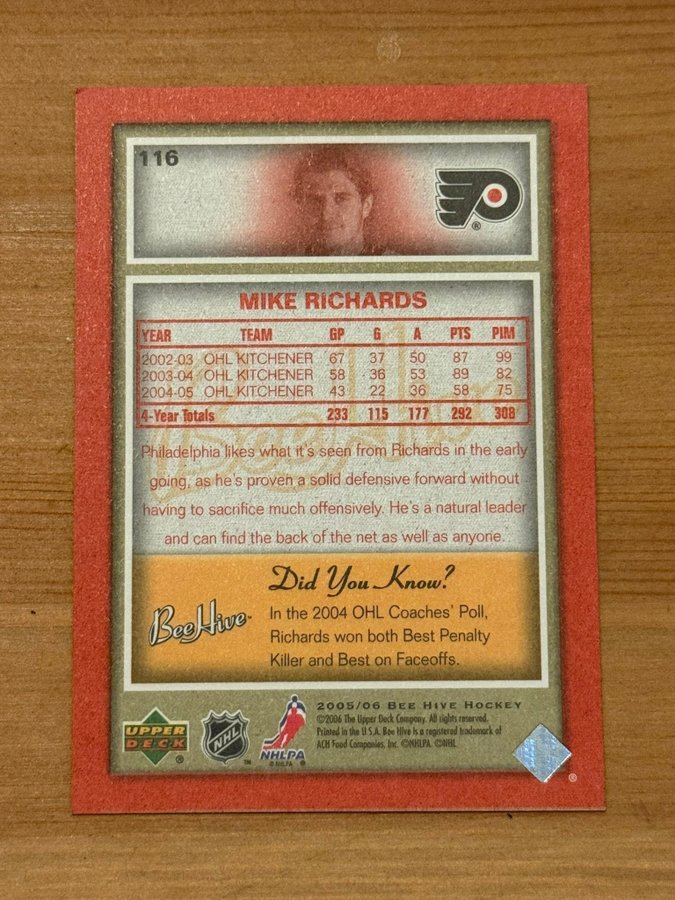 116
MIKE RICHARDS
YEAR TEAM GP G A PTS PIM
2002-03 OHL KITCHENER 67 37 50 87 99
2003-04 OHL KITCHENER 58 36 53 89 82
2004-05 OHL KITCHENER 43 22 36 58 75
4-Year Totals 233 115 177 292 308
BeeHive
Philadelphia likes what it's seen from Richards in the early
going, as he's proven a solid defensive forward without
having to sacrifice much offensively. He's a natural leader
and can find the back of the net as well as anyone.
Did You Know?
BeeHive™
In the 2004 OHL Coaches' Poll,
Richards won both Best Penalty
Killer and Best on Faceoffs.
2005/06 BEE HIVE HOCKEY
©2006 The Upper Deck Company. All rights reserved.
Printed in the U.S.A. Bee Hive is a registered trademark of
ACH Food Companies, Inc. ©NHLPA. ©NHL
UPPER
DECK
®
NHL
™
NHLPA
©NHLPA
®
®